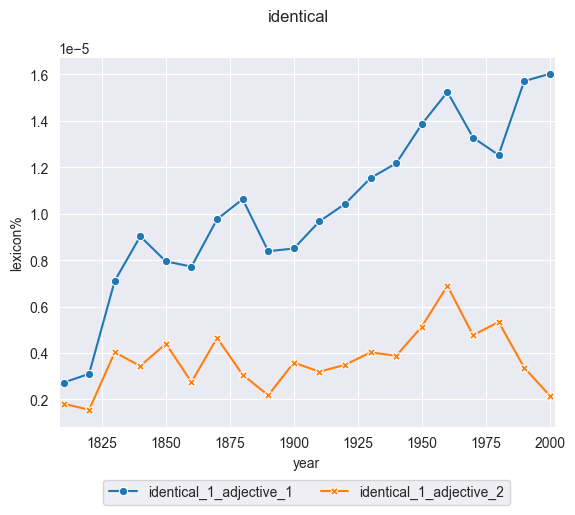 identical
1e−5
1.6
1.4
1.2
1.0
0.8
0.6
0.4
0.2
lexicon%
1825 1850 1875 1900 1925 1950 1975 2000
year
identical_1_adjective_1 identical_1_adjective_2